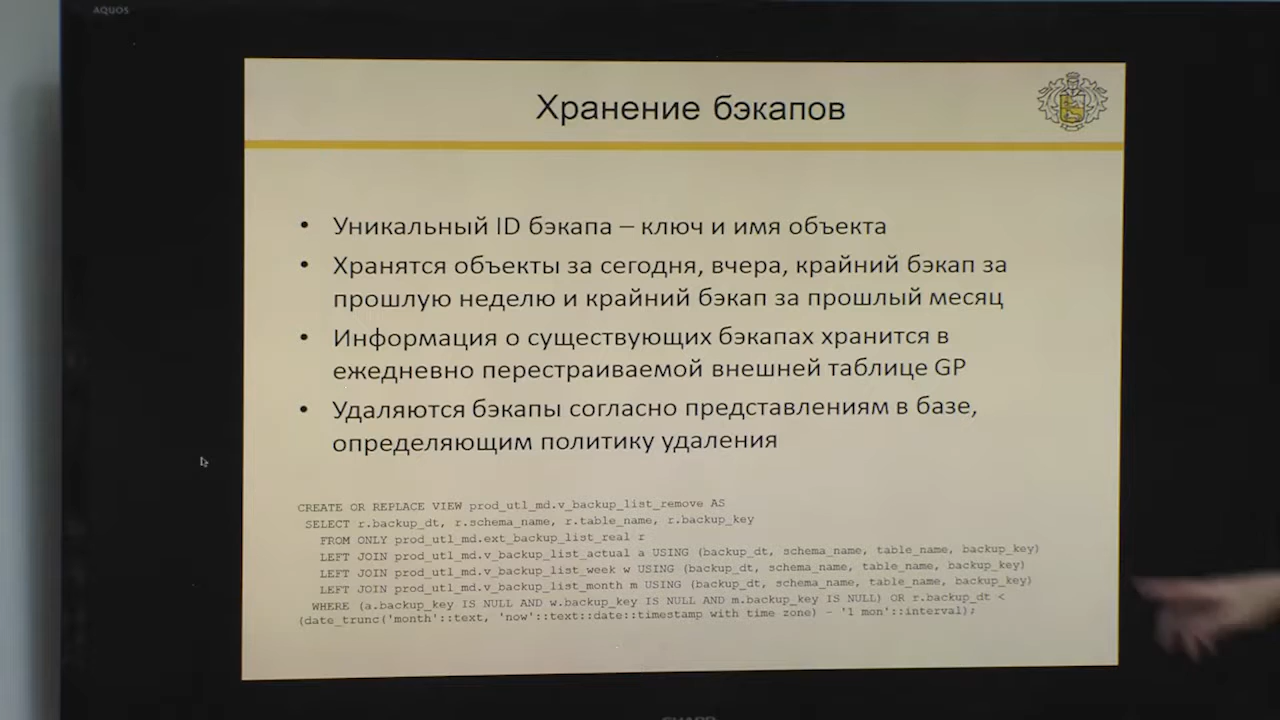 AQUOS
Хранение бэкапов
• Уникальный ID бэкапа – ключ и имя объекта
• Хранятся объекты за сегодня, вчера, крайний бэкап за
прошлую неделю и крайний бэкап за прошлый месяц
• Информация о существующих бэкапах хранится в
ежедневно перестраиваемой внешней таблице GP
• Удаляются бэкапы согласно представлениям в базе,
определяющим политику удаления
CREATE OR REPLACE VIEW prod_utl_md.v_backup_list_remove AS
SELECT r.backup_dt, r.schema_name, r.table_name, r.backup_key
FROM ONLY prod_utl_md.ext_backup_list_real r
LEFT JOIN prod_utl_md.v_backup_list_actual a USING (backup_dt, schema_name, table_name, backup_key)
LEFT JOIN prod_utl_md.v_backup_list_week w USING (backup_dt, schema_name, table_name, backup_key)
LEFT JOIN prod_utl_md.v_backup_list_month m USING (backup_dt, schema_name, table_name, backup_key)
WHERE (a.backup_key IS NULL AND w.backup_key IS NULL AND m.backup_key IS NULL) OR r.backup_dt <
(date_trunc('month'::text, 'now'::text::date::timestamp with time zone) - '1 mon'::interval);